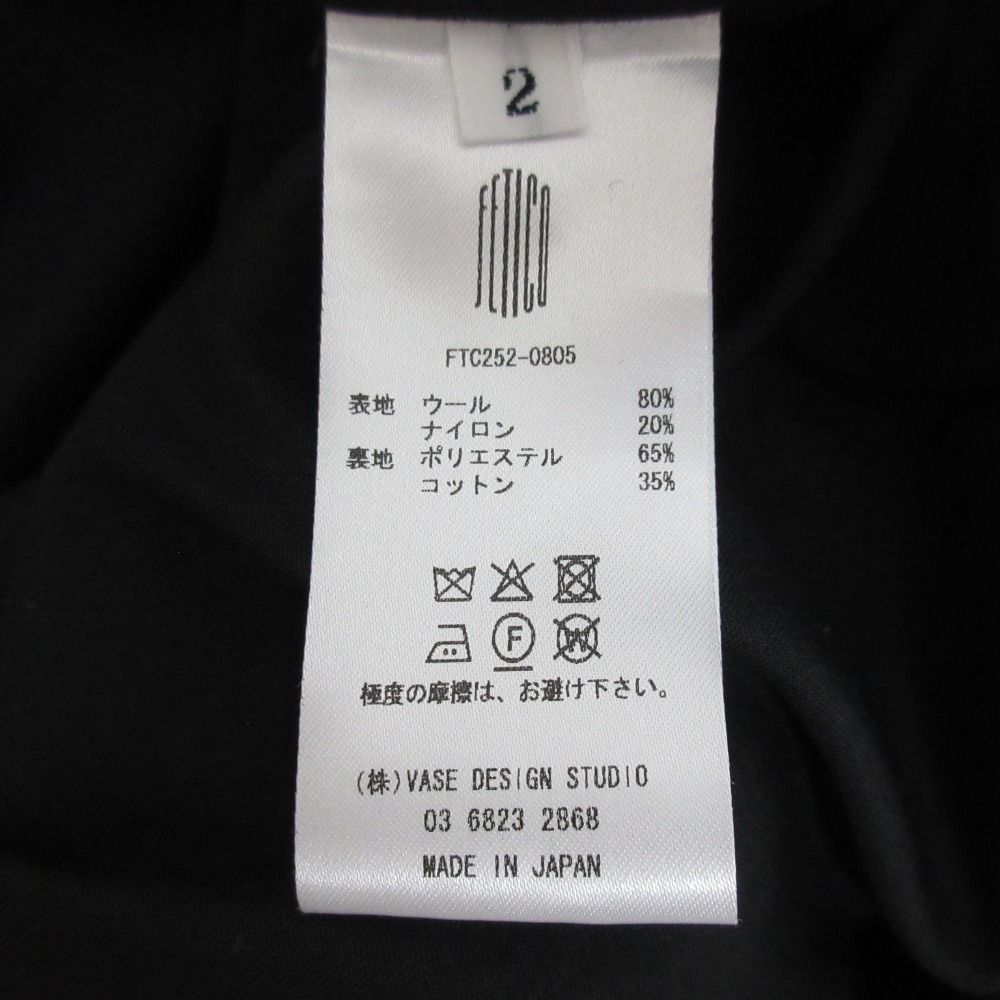 2
FETICO
FTC252-0805
表地 ウール 80%
ナイロン 20%
裏地 ポリエステル 65%
コットン 35%
F
W
極度の摩擦は、お避け下さい。
(株)VASE DESIGN STUDIO
03 6823 2868
MADE IN JAPAN